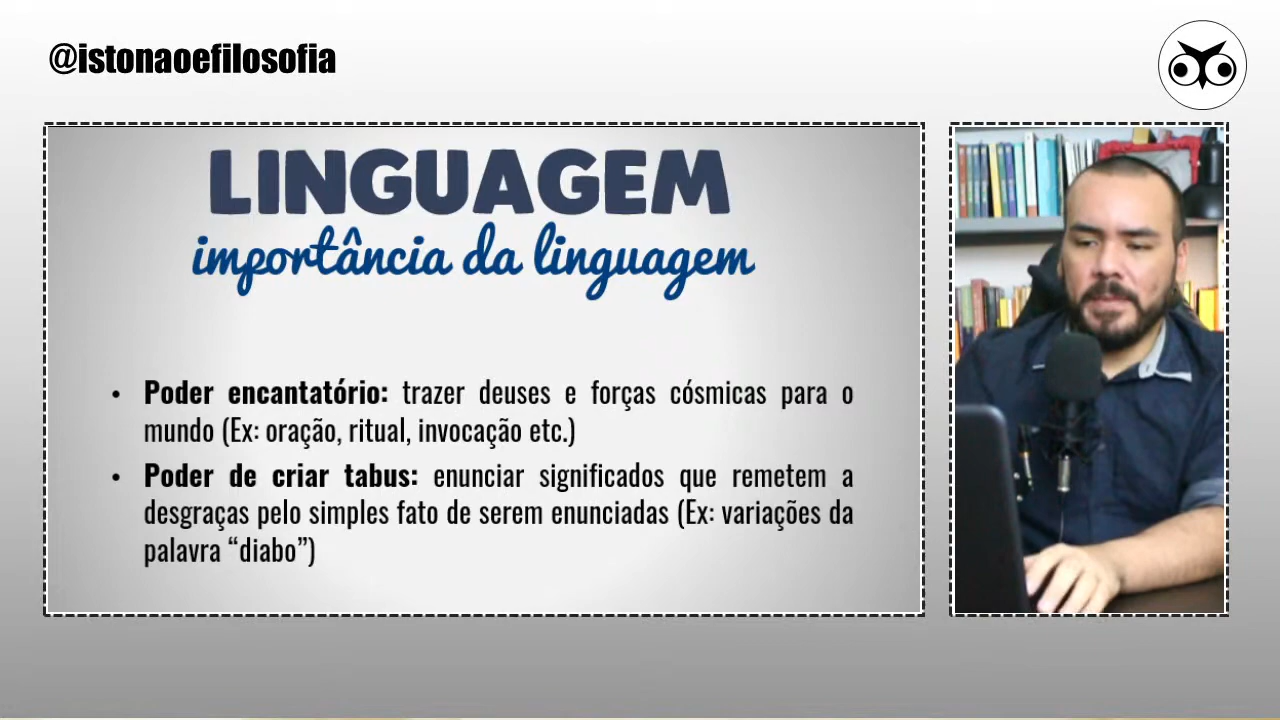 @istonaoefilosofia
LINGUAGEM
importância da linguagem
• Poder encantatório: trazer deuses e forças cósmicas para o
mundo (Ex: oração, ritual, invocação etc.)
• Poder de criar tabus: enunciar significados que remetem a
desgraças pelo simples fato de serem enunciadas (Ex: variações da
palavra “diabo”)